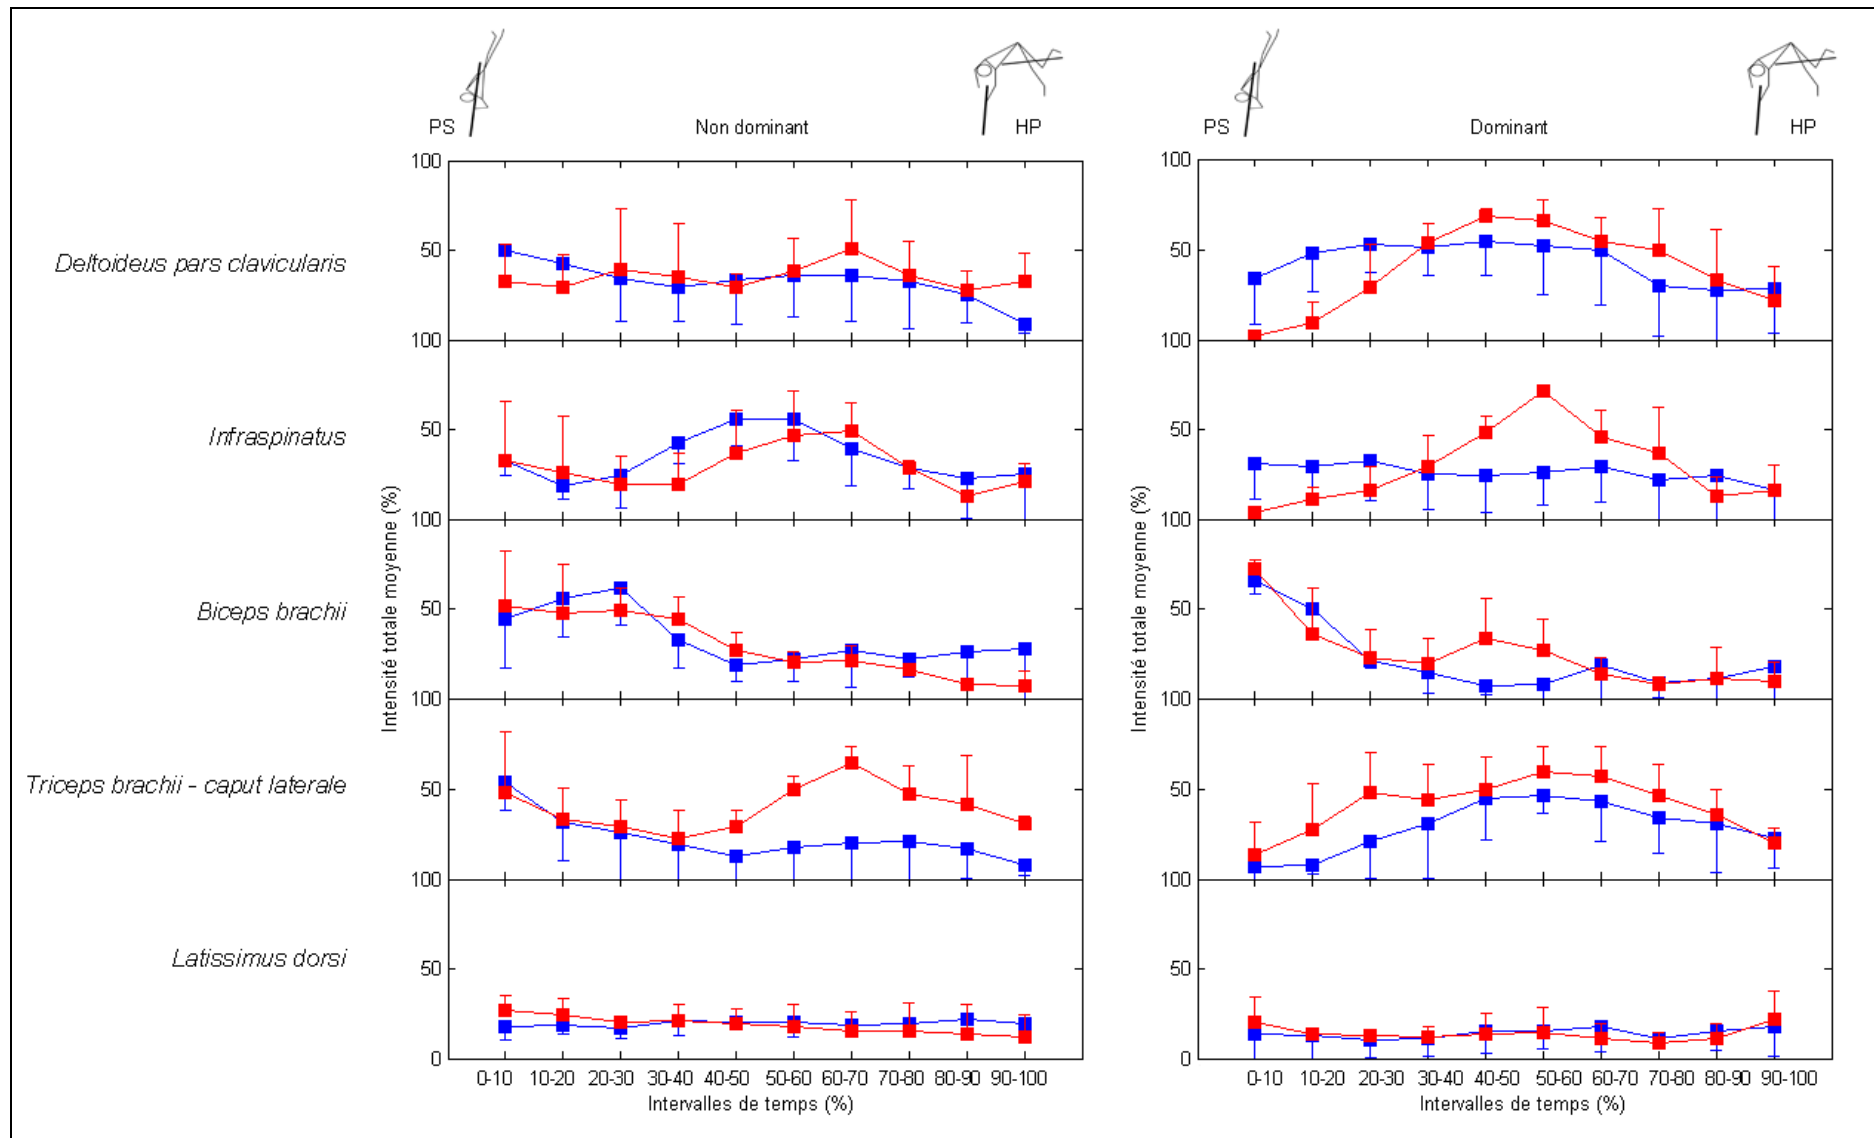 PS Non dominant HP
PS Dominant HP
Deltoideus pars clavicularis
Infraspinatus
Biceps brachii
Triceps brachii - caput laterale
Latissimus dorsi
Intensité totale moyenne (%)
100
50
100
50
100
50
100
50
100
50
0
0-10 10-20 20-30 30-40 40-50 50-60 60-70 70-80 80-90 90-100
Intervalles de temps (%)
Intensité totale moyenne (%)
100
50
100
50
100
50
100
50
100
50
0
0-10 10-20 20-30 30-40 40-50 50-60 60-70 70-80 80-90 90-100
Intervalles de temps (%)